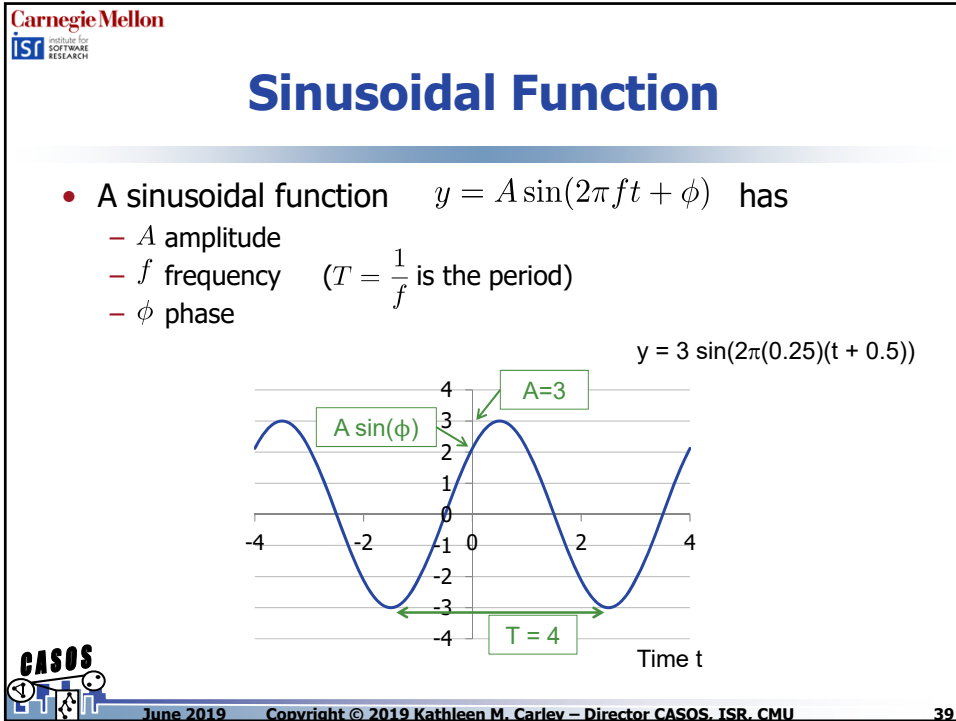 Carnegie Mellon
isr institute for SOFTWARE RESEARCH
Sinusoidal Function
• A sinusoidal function y = A sin(2πft + ϕ) has
– A amplitude
– f frequency (T = 1/f is the period)
– ϕ phase
y = 3 sin(2π(0.25)(t + 0.5))
4
A=3
3
A sin(ϕ)
2
1
0
-4 -2 0 2 4
-1
-2
-3
-4
T = 4
Time t
CASOS
June 2019 Copyright © 2019 Kathleen M. Carley – Director CASOS, ISR, CMU 39